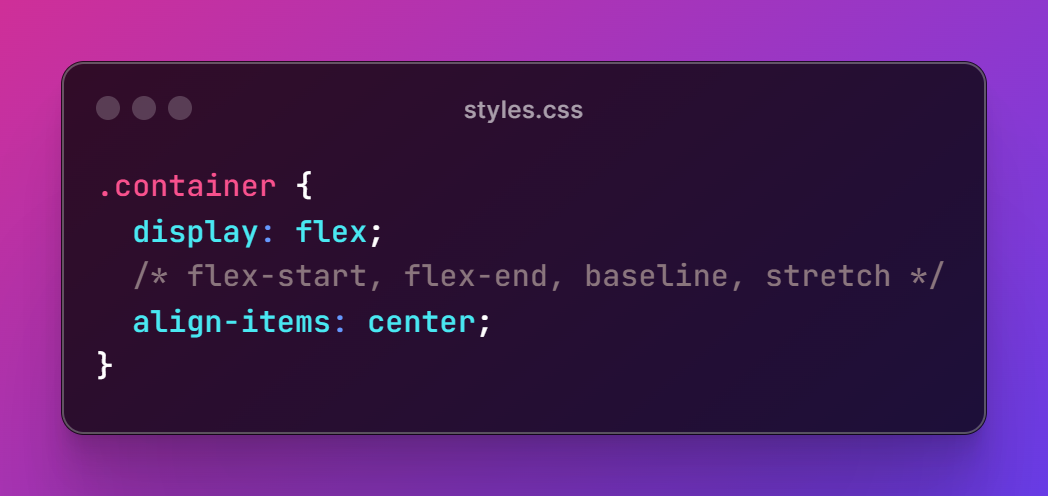 styles.css
.container {
  display: flex;
  /* flex-start, flex-end, baseline, stretch */
  align-items: center;
}